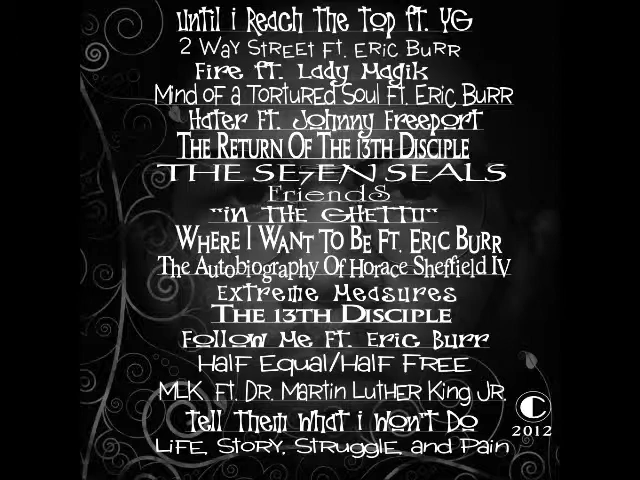 Until i Reach The Top ft. YG
2 Way Street Ft. Eric Burr
Fire ft. Lady Magik
Mind of a Tortured Soul Ft. Eric Burr
Hater Ft. Johnny Freeport
The Return Of The 13th Disciple
THE SE7EN SEALS
Friends
"in THE GHETTO"
Where I Want To Be Ft. Eric Burr
The Autobiography Of Horace Sheffield IV
Extreme Measures
The 13th Disciple
Follow Me Ft. Eric Burr
Half Equal/Half FREE
MLK ft. Dr. Martin Luther King Jr.
Tell Them What i Won't Do
Life, Story, Struggle, and Pain
©
2012